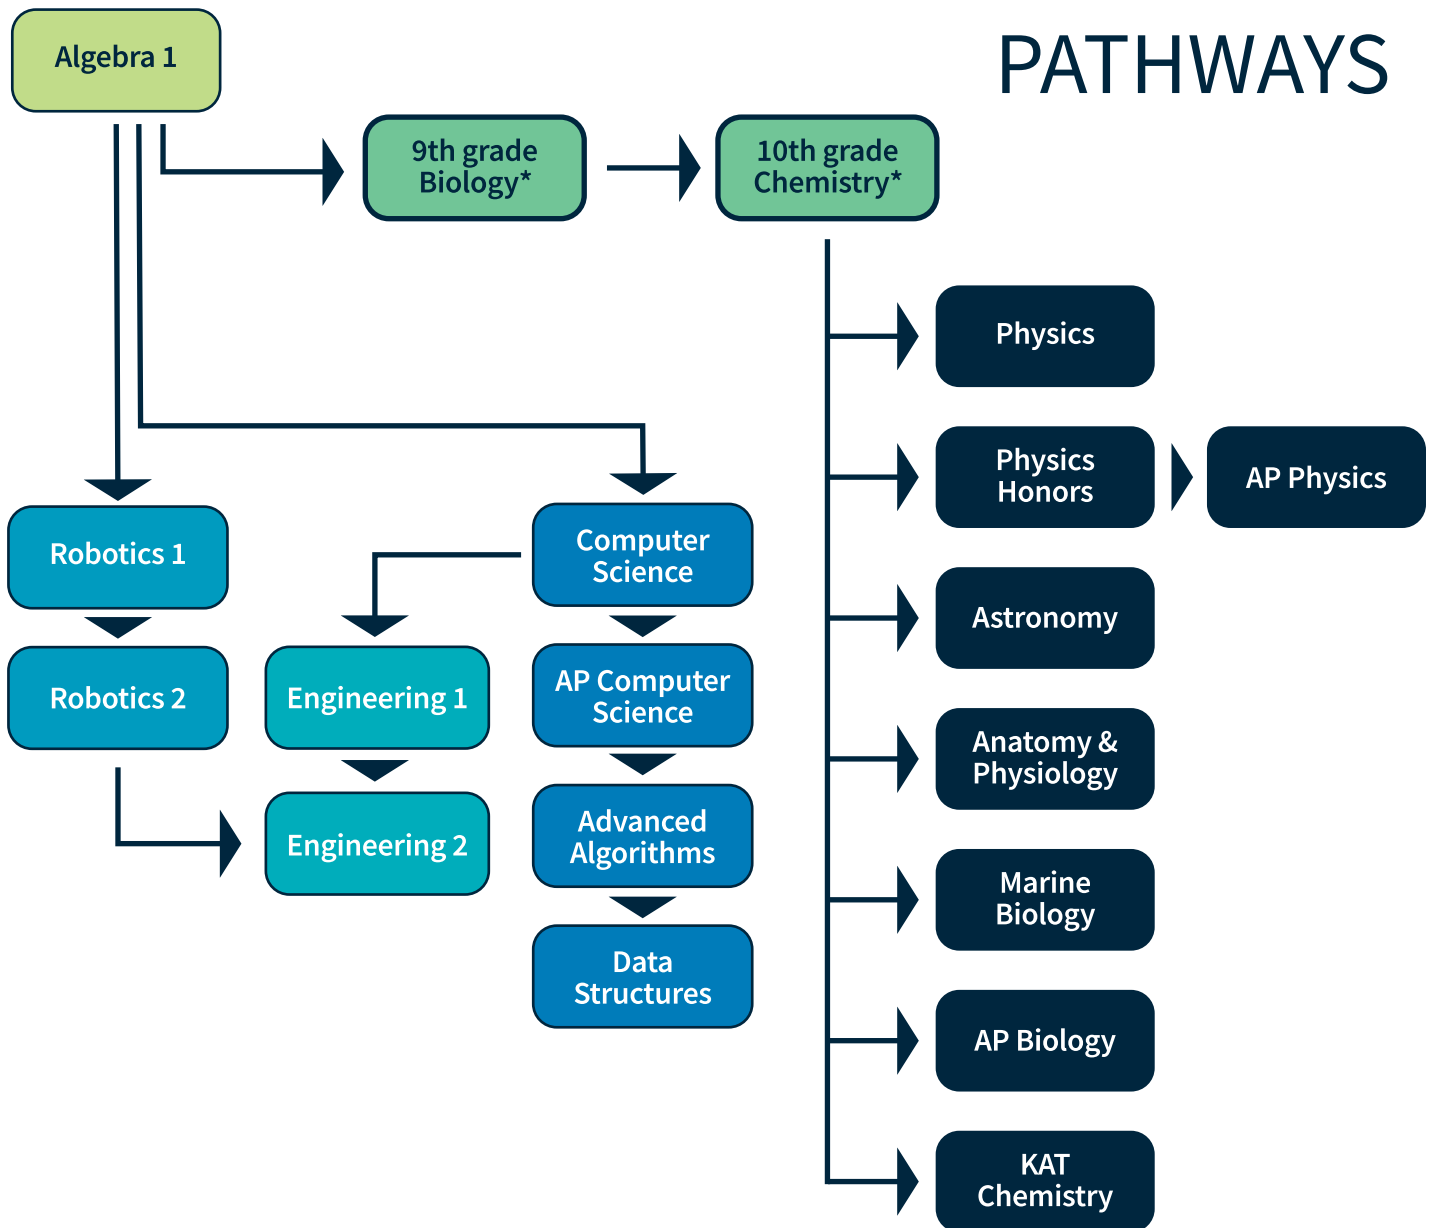 PATHWAYS
Algebra 1
9th grade
Biology*
10th grade
Chemistry*
Physics
Physics
Honors
AP Physics
Astronomy
Anatomy &
Physiology
Marine
Biology
AP Biology
KAT
Chemistry
Robotics 1
Robotics 2
Engineering 1
Engineering 2
Computer
Science
AP Computer
Science
Advanced
Algorithms
Data
Structures